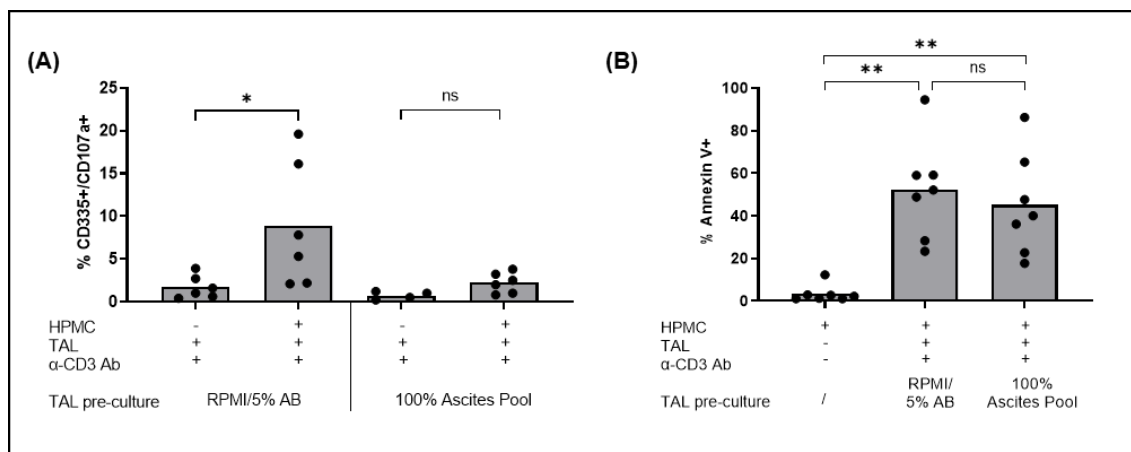 (A)
*
ns
% CD335+/CD107a+
25
20
15
10
5
0
HPMC - + - +
TAL + + + +
α-CD3 Ab + + + +
TAL pre-culture RPMI/5% AB 100% Ascites Pool
(B)
**
** ns
% Annexin V+
100
80
60
40
20
0
HPMC + + +
TAL - + +
α-CD3 Ab - + +
TAL pre-culture / RPMI/ 100%
5% AB Ascites Pool